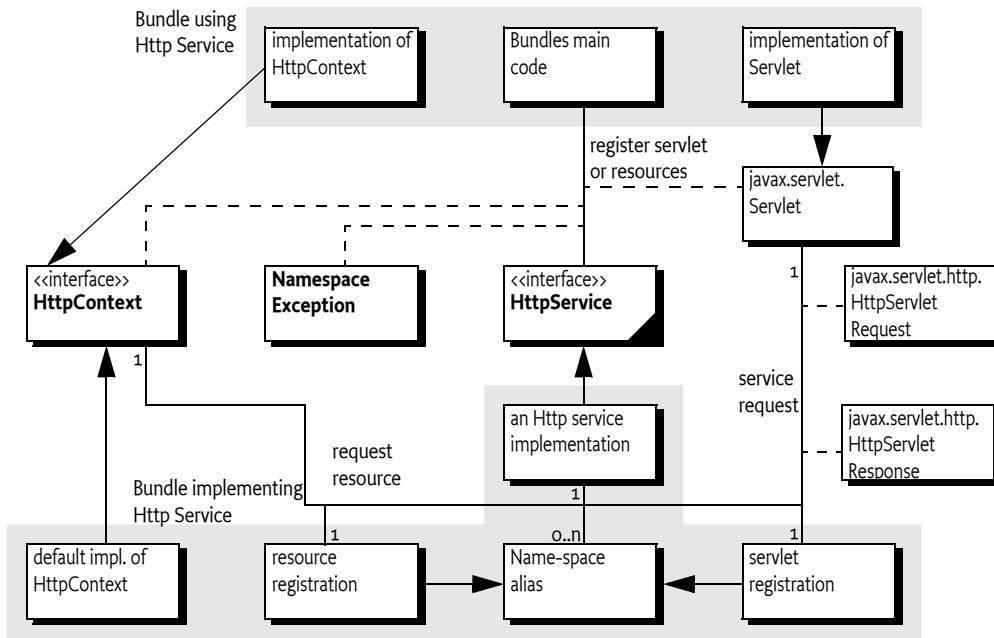 Bundle using
Http Service
implementation of
HttpContext
Bundles main
code
implementation of
Servlet
register servlet
or resources
javax.servlet.
Servlet
<<interface>>
HttpContext
Namespace
Exception
<<interface>>
HttpService
1
javax.servlet.http.
HttpServlet
Request
1
service
request
an Http service
implementation
javax.servlet.http.
HttpServlet
Response
request
resource
Bundle implementing
Http Service
1
1
0..n
1
default impl. of
HttpContext
resource
registration
Name-space
alias
servlet
registration